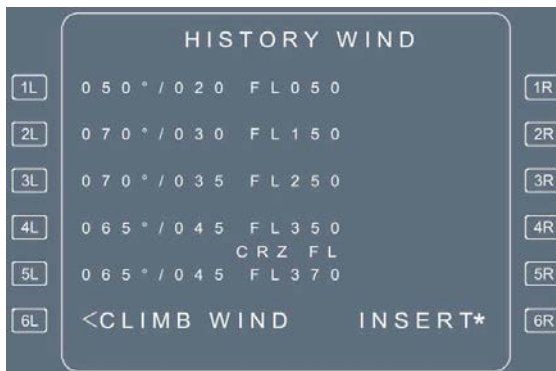 HISTORY WIND
1L 050°/020 FL050 1R
2L 070°/030 FL150 2R
3L 070°/035 FL250 3R
4L 065°/045 FL350 4R
CRZ FL
5L 065°/045 FL370 5R
6L <CLIMB WIND INSERT* 6R